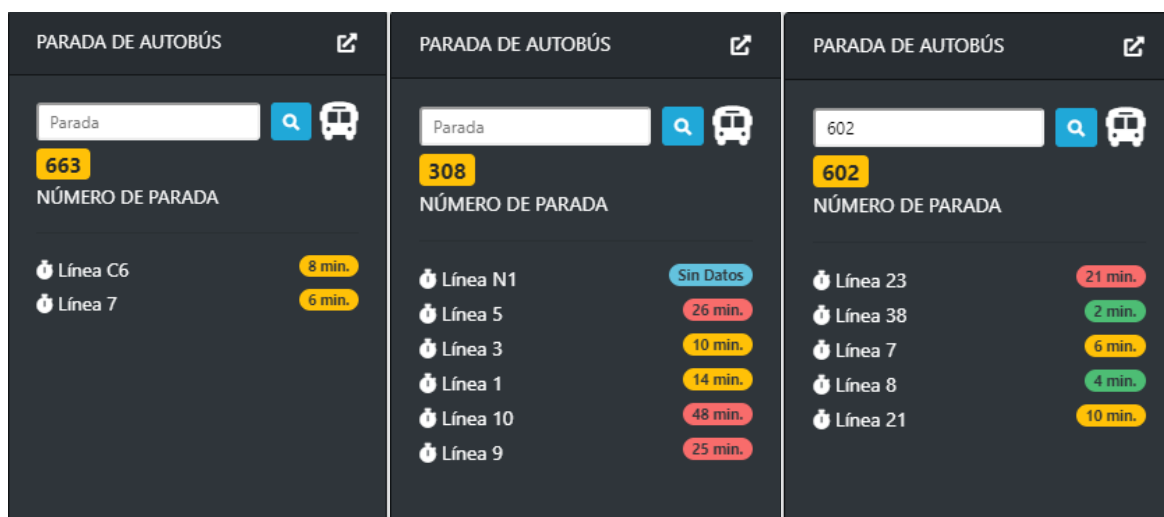 PARADA DE AUTOBÚS
Parada
663
NÚMERO DE PARADA
Línea C6 8 min.
Línea 7 6 min.
PARADA DE AUTOBÚS
Parada
308
NÚMERO DE PARADA
Línea N1 Sin Datos
Línea 5 26 min.
Línea 3 10 min.
Línea 1 14 min.
Línea 10 48 min.
Línea 9 25 min.
PARADA DE AUTOBÚS
602
602
NÚMERO DE PARADA
Línea 23 21 min.
Línea 38 2 min.
Línea 7 6 min.
Línea 8 4 min.
Línea 21 10 min.